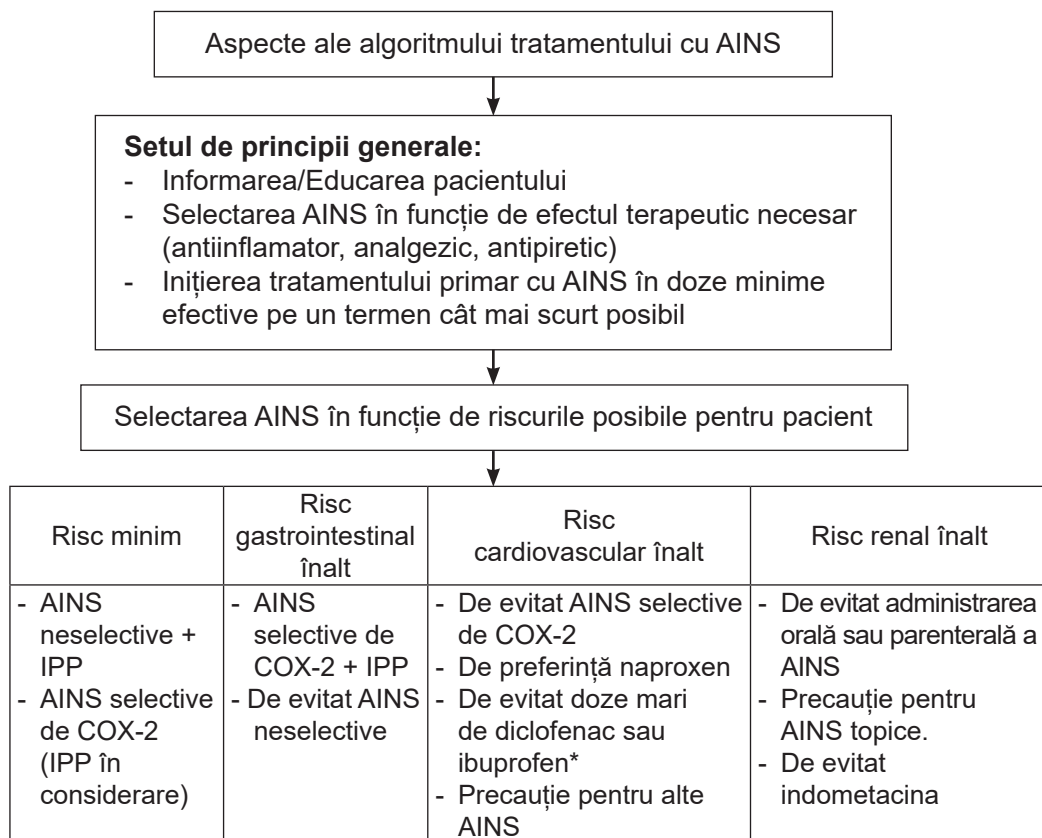 Aspecte ale algoritmului tratamentului cu AINS
Setul de principii generale:
- Informarea/Educarea pacientului
- Selectarea AINS în funcție de efectul terapeutic necesar
(antiinflamator, analgezic, antipiretic)
- Inițierea tratamentului primar cu AINS în doze minime
efective pe un termen cât mai scurt posibil
Selectarea AINS în funcție de riscurile posibile pentru pacient
Risc minim
Risc
gastrointestinal
înalt
Risc
cardiovascular înalt
Risc renal înalt
- AINS
neselective +
IPP
- AINS selective
de COX-2
(IPP în
considerare)
- AINS
selective de
COX-2 + IPP
- De evitat AINS
neselective
- De evitat AINS selective
de COX-2
- De preferință naproxen
- De evitat doze mari
de diclofenac sau
ibuprofen*
- Precauție pentru alte
AINS
- De evitat administrarea
orală sau parenterală a
AINS
- Precauție pentru
AINS topice.
- De evitat
indometacina